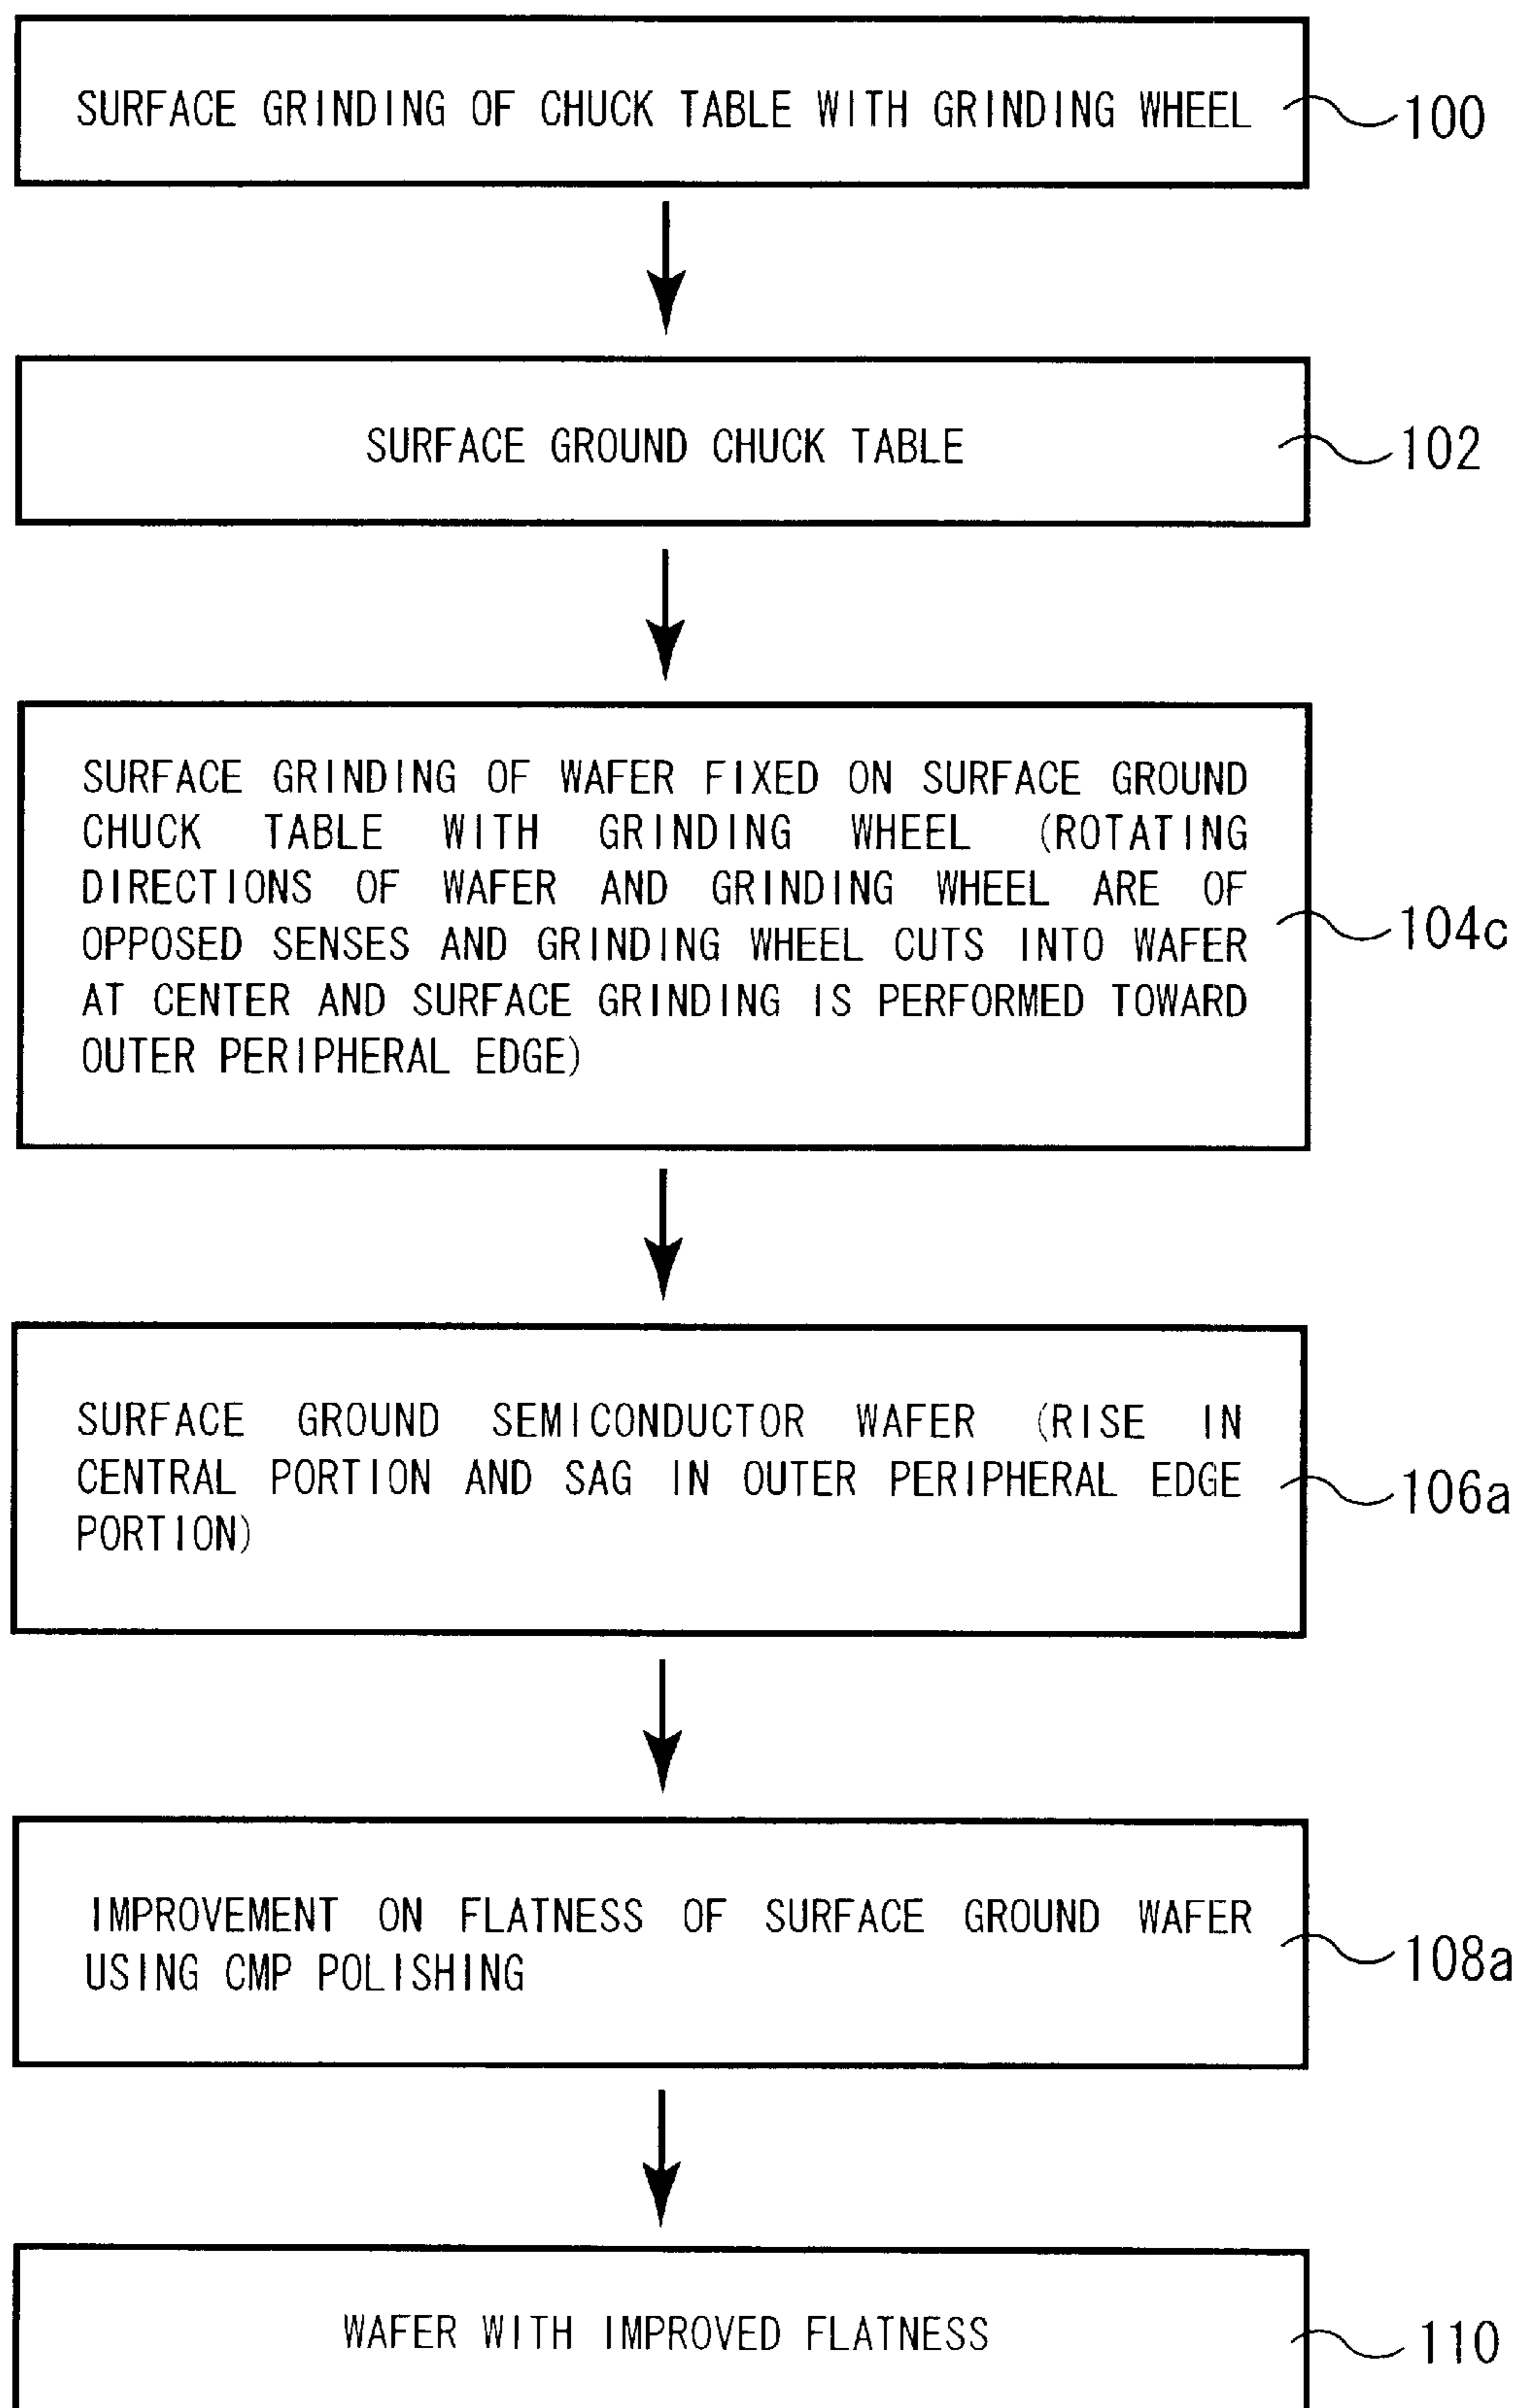 SURFACE GRINDING OF CHUCK TABLE WITH GRINDING WHEEL
100
SURFACE GROUND CHUCK TABLE
102
SURFACE GRINDING OF WAFER FIXED ON SURFACE GROUND
CHUCK TABLE WITH GRINDING WHEEL (ROTATING
DIRECTIONS OF WAFER AND GRINDING WHEEL ARE OF
OPPOSED SENSES AND GRINDING WHEEL CUTS INTO WAFER
AT CENTER AND SURFACE GRINDING IS PERFORMED TOWARD
OUTER PERIPHERAL EDGE)
104c
SURFACE GROUND SEMICONDUCTOR WAFER (RISE IN
CENTRAL PORTION AND SAG IN OUTER PERIPHERAL EDGE
PORTION)
106a
IMPROVEMENT ON FLATNESS OF SURFACE GROUND WAFER
USING CMP POLISHING
108a
WAFER WITH IMPROVED FLATNESS
110